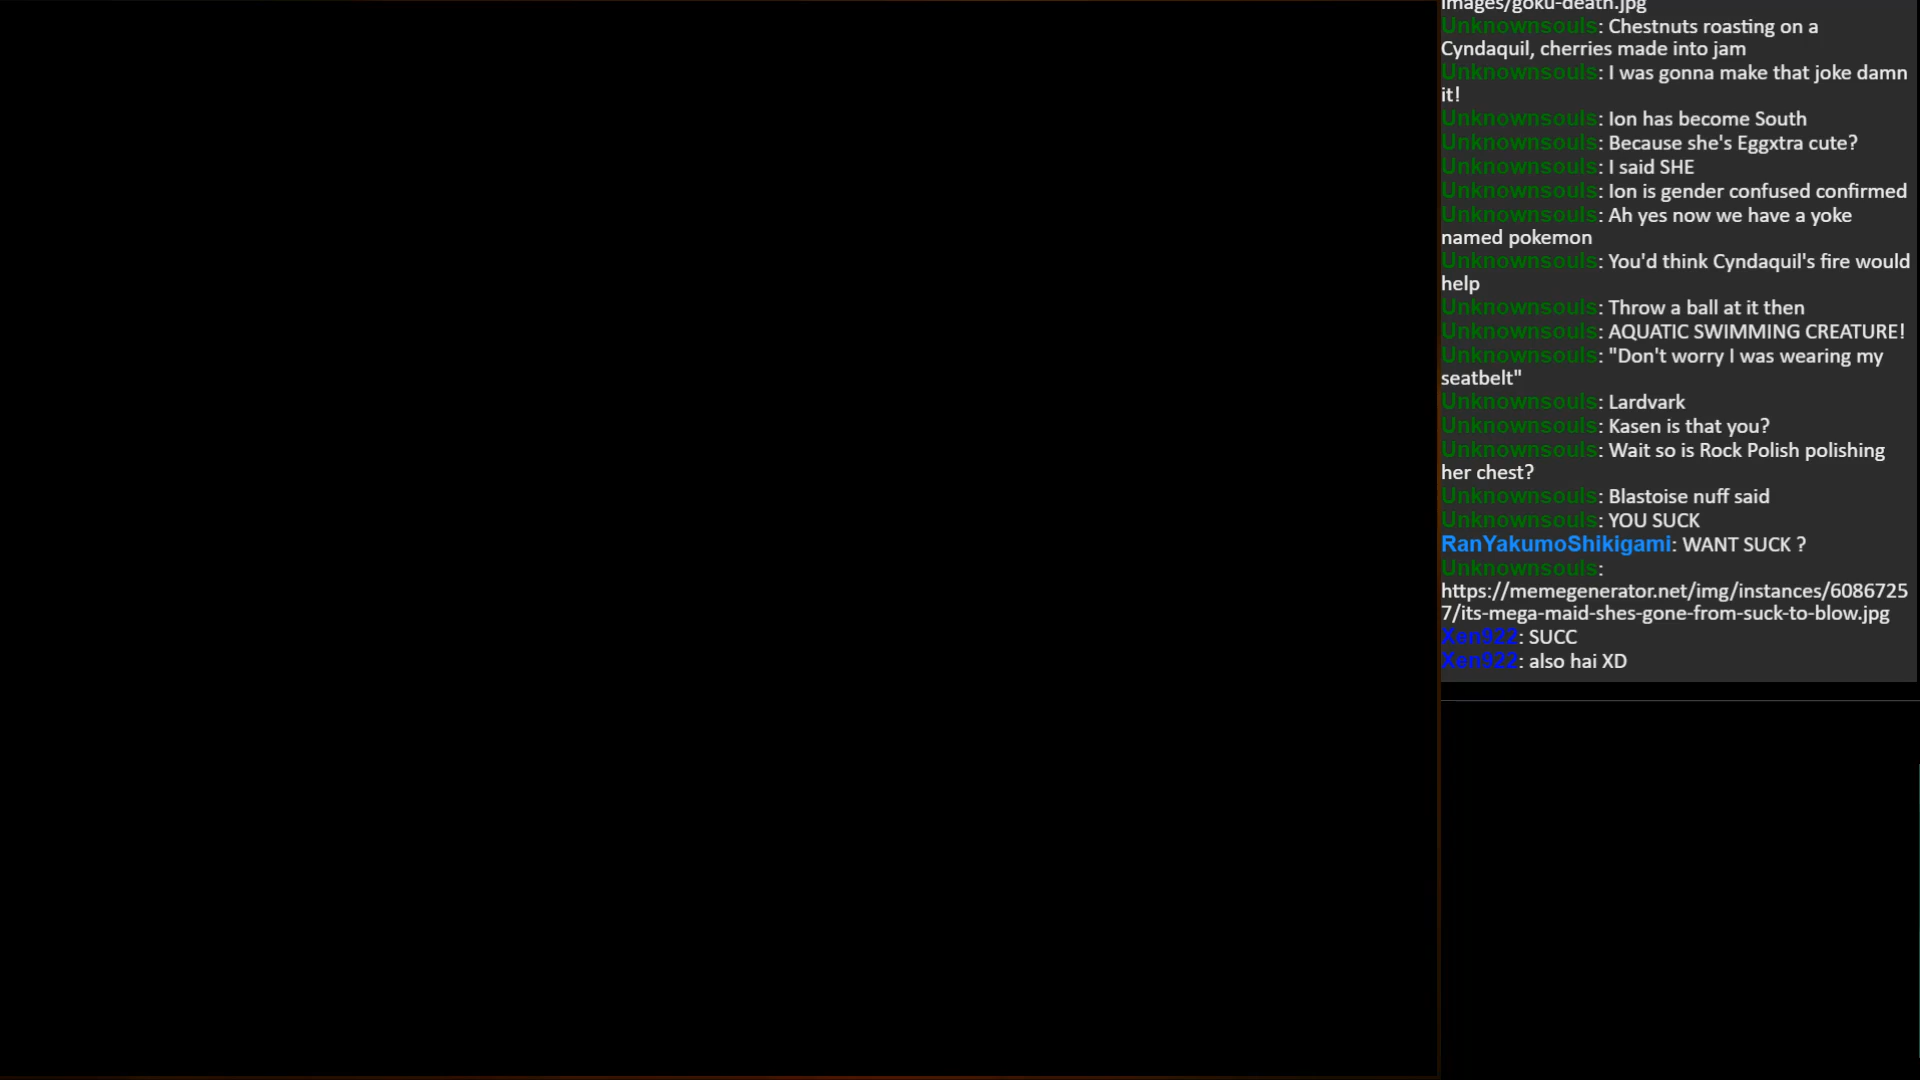 images/goku-death.jpg
Unknownsouls: Chestnuts roasting on a
Cyndaquil, cherries made into jam
Unknownsouls: I was gonna make that joke damn
it!
Unknownsouls: Ion has become South
Unknownsouls: Because she's Eggxtra cute?
Unknownsouls: I said SHE
Unknownsouls: Ion is gender confused confirmed
Unknownsouls: Ah yes now we have a yoke
named pokemon
Unknownsouls: You'd think Cyndaquil's fire would
help
Unknownsouls: Throw a ball at it then
Unknownsouls: AQUATIC SWIMMING CREATURE!
Unknownsouls: "Don't worry I was wearing my
seatbelt"
Unknownsouls: Lardvark
Unknownsouls: Kasen is that you?
Unknownsouls: Wait so is Rock Polish polishing
her chest?
Unknownsouls: Blastoise nuff said
Unknownsouls: YOU SUCK
RanYakumoShikigami: WANT SUCK ?
Unknownsouls:
https://memegenerator.net/img/instances/6086725
7/its-mega-maid-shes-gone-from-suck-to-blow.jpg
Xen922: SUCC
Xen922: also hai XD